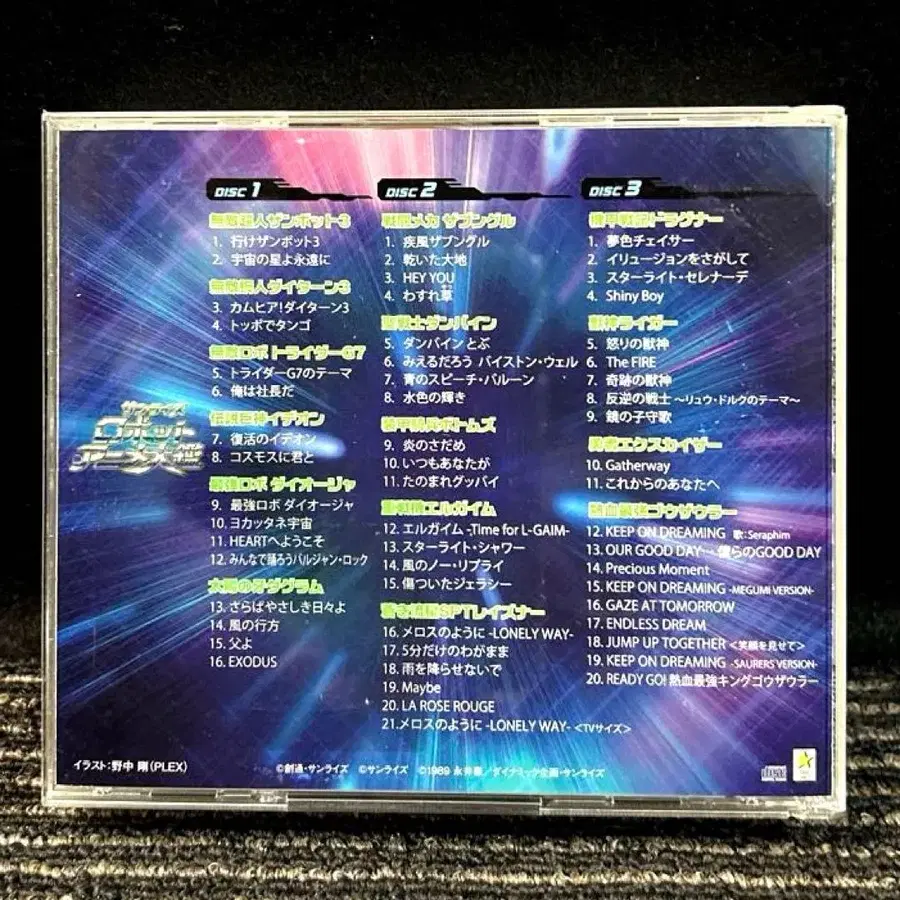 DISC 1
無敵超人ザンボット3
1. 行けザンボット3
2. 宇宙の星よ永遠に
無敵鋼人ダイターン3
3. カムヒア!ダイターン3
4. トッポでタンゴ
無敵ロボ トライダーG7
5. トライダーG7のテーマ
6. 俺は社長だ
伝説巨神イデオン
7. 復活のイデオン
8. コスモスに君と
最強ロボ ダイオージャ
9. 最強ロボ ダイオージャ
10. ヨカッタネ宇宙
11. HEARTへようこそ
12. みんなで踊ろうバルジャン・ロック
太陽の牙ダグラム
13. さらばやさしき日々よ
14. 風の行方
15. 父よ
16. EXODUS
DISC 2
戦闘メカ ザブングル
1. 疾風ザブングル
2. 乾いた大地
3. HEY YOU
4. わすれ草
聖戦士ダンバイン
5. ダンバイン とぶ
6. みえるだろう バイストン・ウェル
7. 青のスピーチ・バルーン
8. 水色の輝き
装甲騎兵ボトムズ
9. 炎のさだめ
10. いつもあなたが
11. たのまれグッバイ
重戦機エルガイム
12. エルガイム -Time for L-GAIM-
13. スターライト・シャワー
14. 風のノー・リプライ
15. 傷ついたジェラシー
蒼き流星SPTレイズナー
16. メロスのように -LONELY WAY-
17. 5分だけのわがまま
18. 雨を降らせないで
19. Maybe
20. LA ROSE ROUGE
21. メロスのように -LONELY WAY- <TVサイズ>
DISC 3
機甲戦記ドラグナー
1. 夢色チェイサー
2. イリュージョンをさがして
3. スターライト・セレナーデ
4. Shiny Boy
獣神ライガー
5. 怒りの獣神
6. The FIRE
7. 奇跡の獣神
8. 反逆の戦士 〜リュウ・ドルクのテーマ〜
9. 鏡の子守歌
勇者エクスカイザー
10. Gatherway
11. これからのあなたへ
熱血最強ゴウザウラー
12. KEEP ON DREAMING 歌:Seraphim
13. OUR GOOD DAY… 僕らのGOOD DAY
14. Precious Moment
15. KEEP ON DREAMING -MEGUMI VERSION-
16. GAZE AT TOMORROW
17. ENDLESS DREAM
18. JUMP UP TOGETHER <笑顔を見せて>
19. KEEP ON DREAMING -SAURERS VERSION-
20. READY GO! 熱血最強キングゴウザウラー
サンライズ
ロボット
アニメ大鑑
イラスト:野中 剛(PLEX)
©創通・サンライズ ©サンライズ ©1989 永井豪/ダイナミック企画・サンライズ